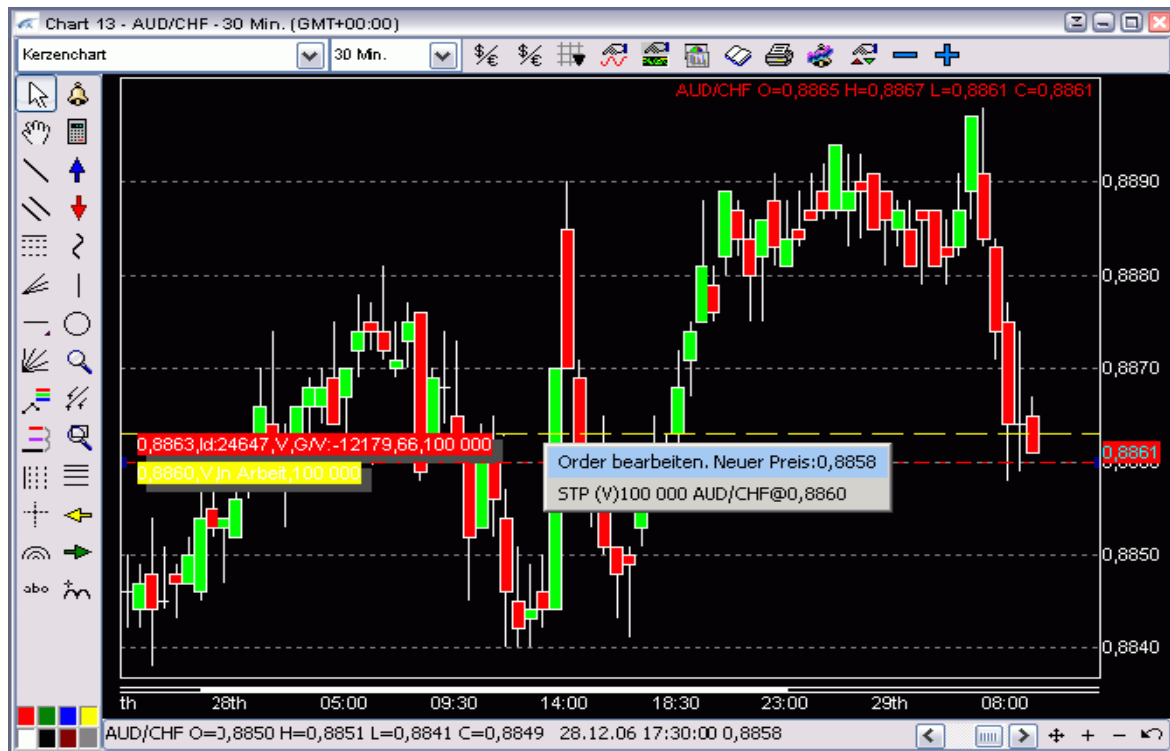 Chart 13 - AUD/CHF - 30 Min. (GMT+00:00)
Kerzenchart
30 Min.
$/€ $/€
AUD/CHF O=0,8865 H=0,8867 L=0,8861 C=0,8861
0,8890
0,8880
0,8870
0,8863,Id:24647,V,G/V:-12179,66,100 000
Order bearbeiten. Neuer Preis:0,8858
0,8861
0,8860,V,In Arbeit,100 000
STP (V)100 000 AUD/CHF@0,8860
0,8850
abc
0,8840
th 28th 05:00 09:30 14:00 18:30 23:00 29th 08:00
AUD/CHF O=0,8850 H=0,8851 L=0,8841 C=0,8849 28.12.06 17:30:00 0,8858